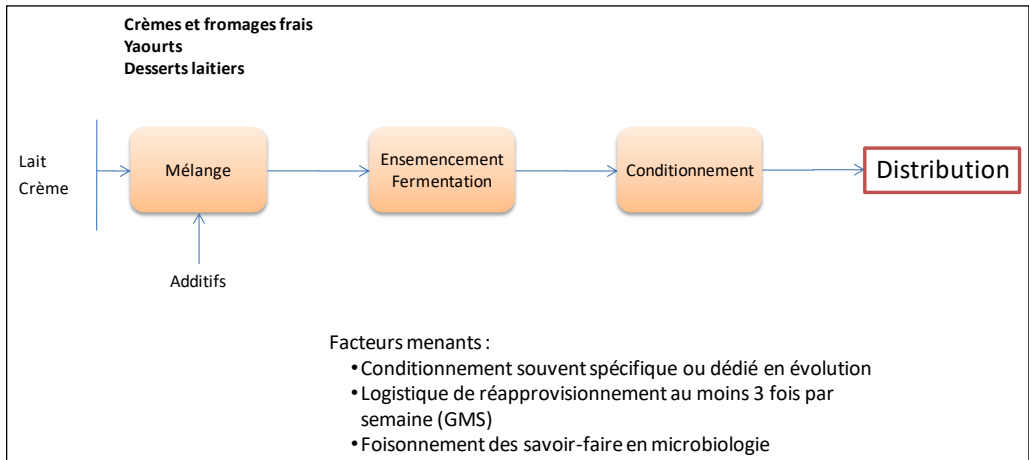 Crèmes et fromages frais
Yaourts
Desserts laitiers
Lait
Crème
Mélange
Ensemencement
Fermentation
Conditionnement
Distribution
Additifs
Facteurs menants :
• Conditionnement souvent spécifique ou dédié en évolution
• Logistique de réapprovisionnement au moins 3 fois par
semaine (GMS)
• Foisonnement des savoir-faire en microbiologie